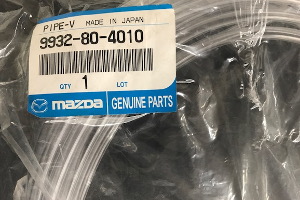 PIPE-V MADE IN JAPAN
9932-80-4010
QTY 1 LOT
mazda GENUINE PARTS